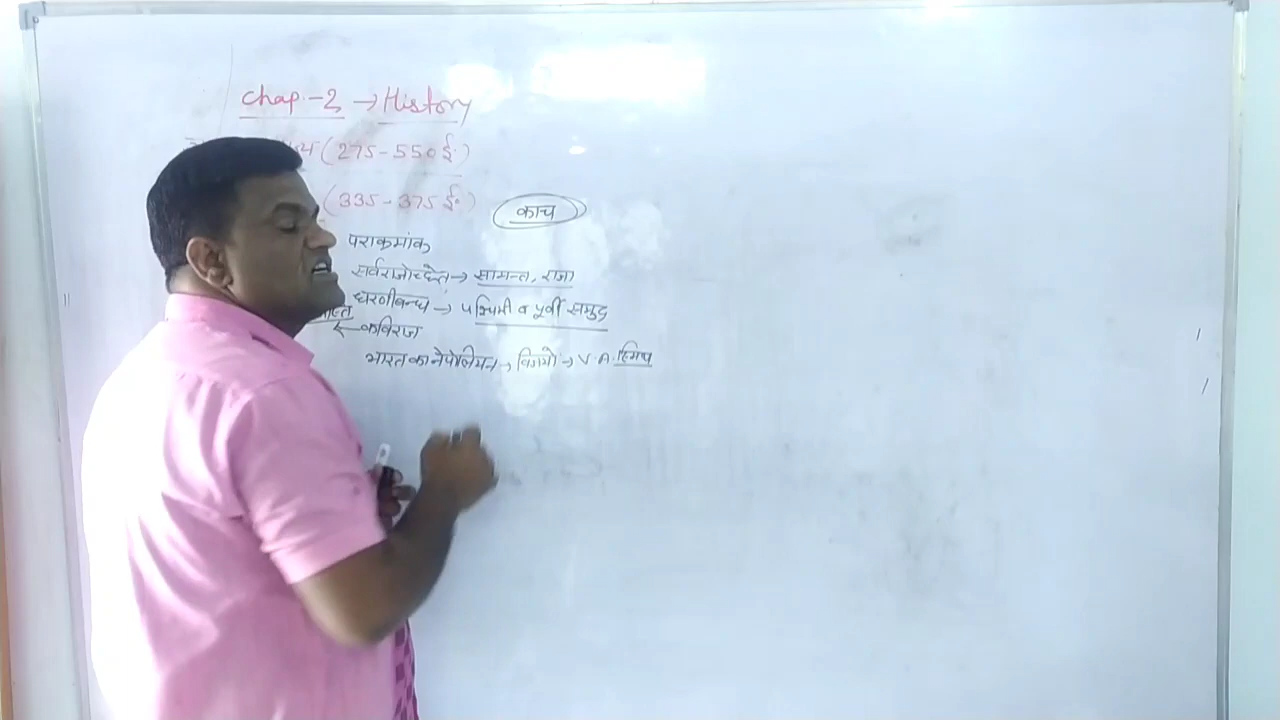 Chap.-2 → History
(275-550 ई.)
(335-375 ई.)
काच
पराक्रमांक
सर्वराजोच्छेत → सामन्त, राजा
धरणीबन्ध → पश्चिमी व पूर्वी समुद्र
← कविराज
भारत का नेपोलियन → विजयो → V.A. स्मिथ